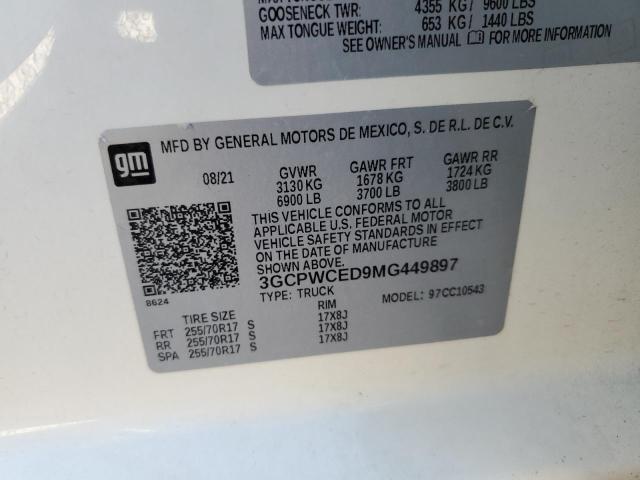 GOOSENECK TWR: 4355 KG / 9600 LBS
MAX TONGUE WEIGHT: 653 KG / 1440 LBS
SEE OWNER'S MANUAL FOR MORE INFORMATION.
gm
MFD BY GENERAL MOTORS DE MEXICO, S. DE R.L. DE C.V.
08/21 GVWR GAWR FRT GAWR RR
3130 KG 1678 KG 1724 KG
6900 LB 3700 LB 3800 LB
THIS VEHICLE CONFORMS TO ALL
APPLICABLE U.S. FEDERAL MOTOR
VEHICLE SAFETY STANDARDS IN EFFECT
ON THE DATE OF MANUFACTURE
3GCPWCED9MG449897
8624
TYPE: TRUCK MODEL: 97CC10543
TIRE SIZE RIM
FRT 255/70R17 S 17X8J
RR 255/70R17 S 17X8J
SPA 255/70R17 S 17X8J